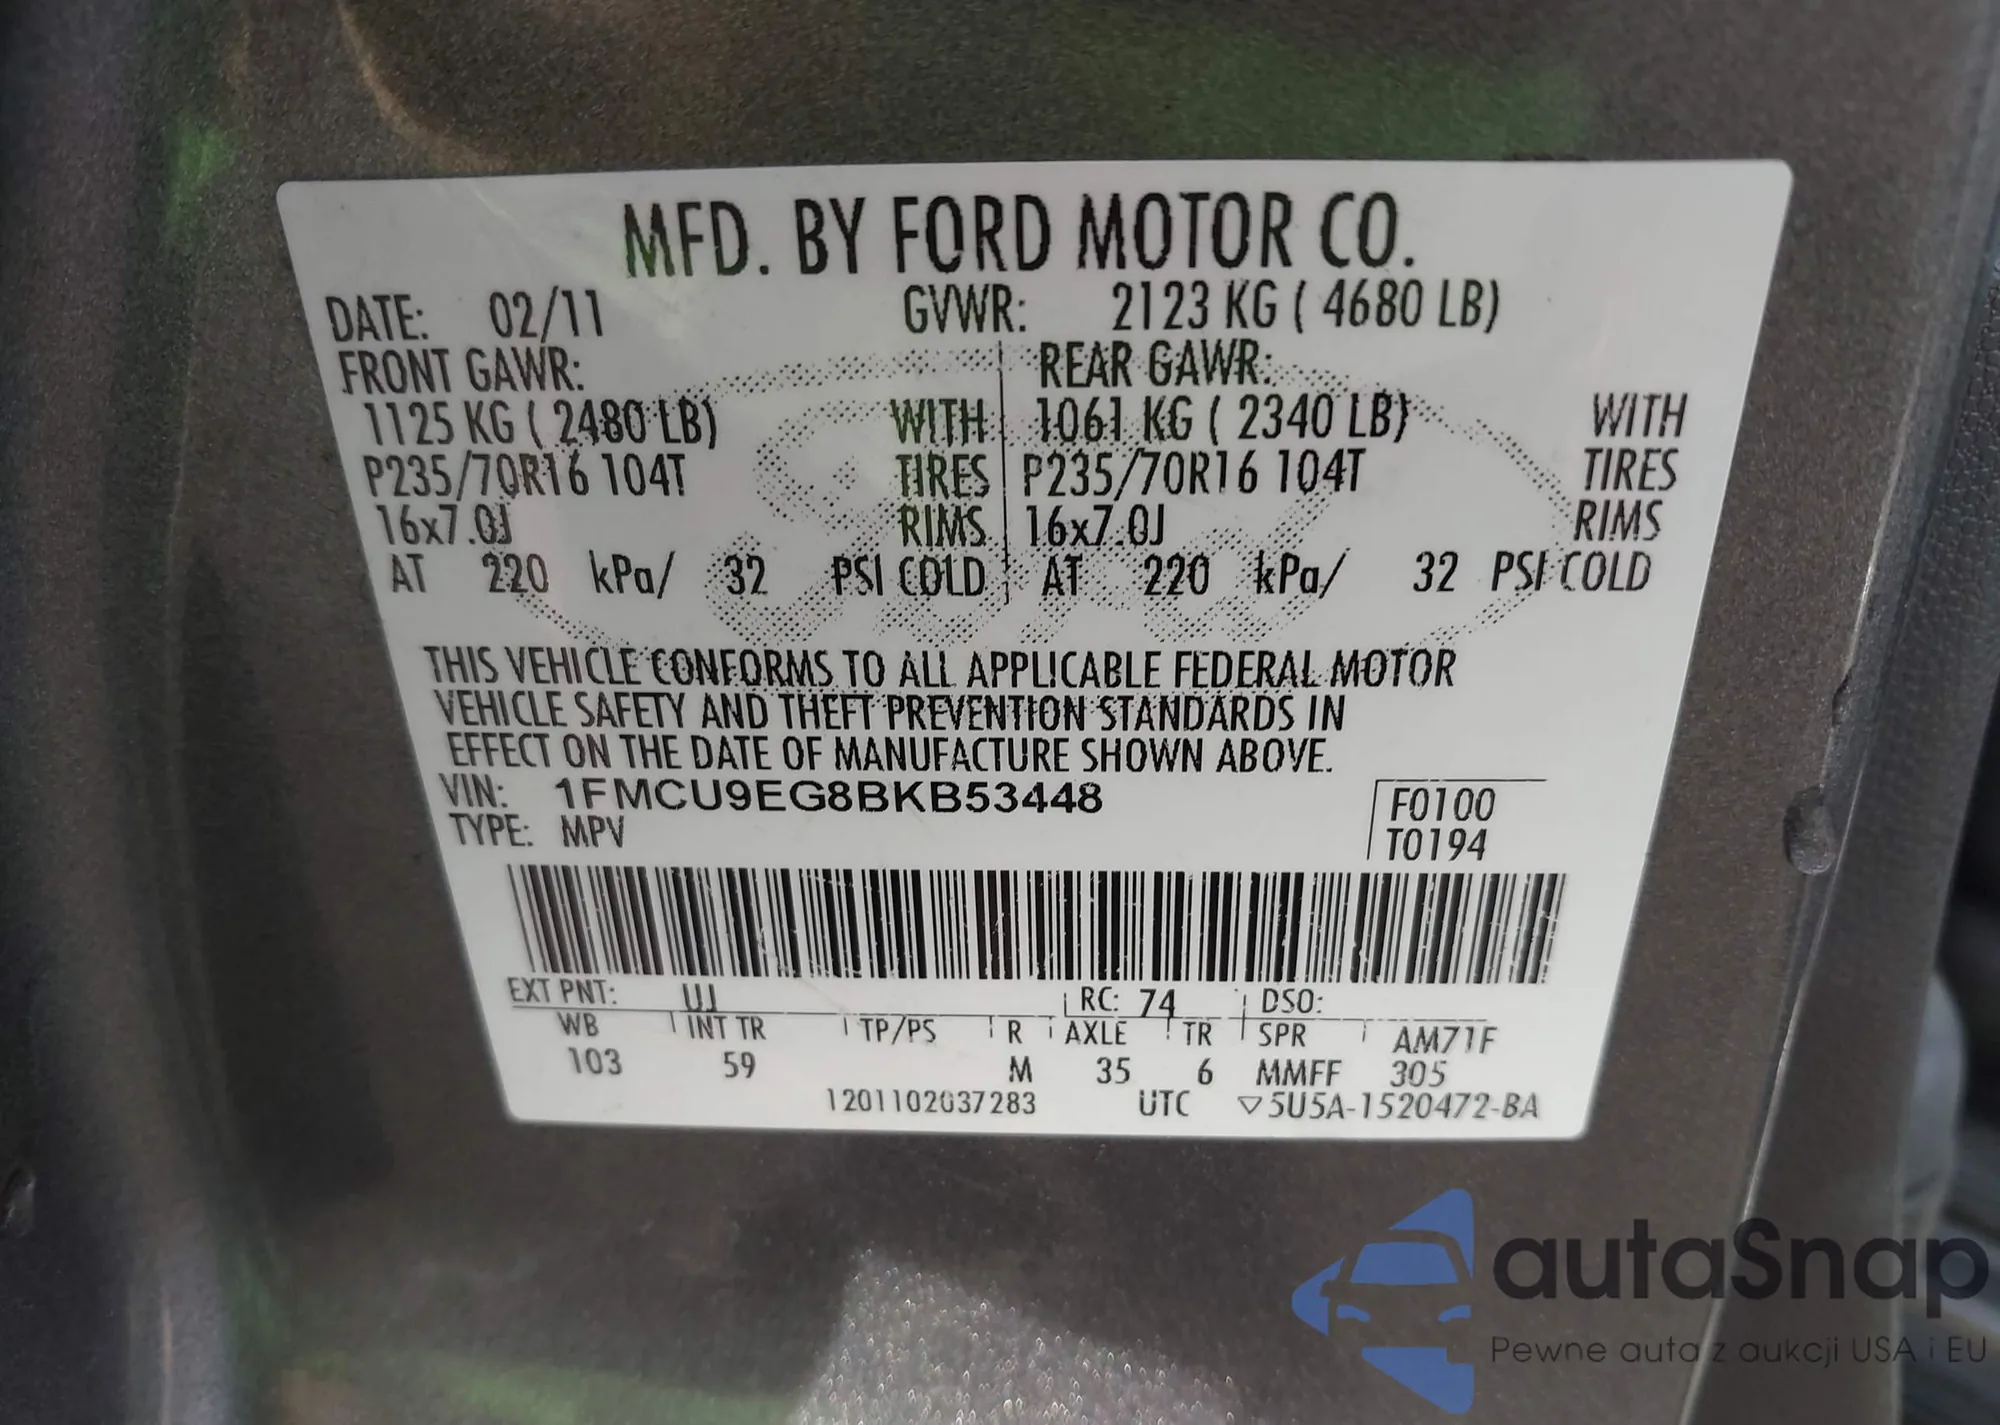 MFD. BY FORD MOTOR CO.
DATE: 02/11 GVWR: 2123 KG ( 4680 LB)
FRONT GAWR: REAR GAWR:
1125 KG ( 2480 LB) WITH 1061 KG ( 2340 LB) WITH
P235/70R16 104T TIRES P235/70R16 104T TIRES
16x7.0J RIMS 16x7.0J RIMS
AT 220 kPa/ 32 PSI COLD AT 220 kPa/ 32 PSI COLD
THIS VEHICLE CONFORMS TO ALL APPLICABLE FEDERAL MOTOR
VEHICLE SAFETY AND THEFT PREVENTION STANDARDS IN
EFFECT ON THE DATE OF MANUFACTURE SHOWN ABOVE.
VIN: 1FMCU9EG8BKB53448 F0100
TYPE: MPV T0194
EXT PNT: UJ RC: 74 DSO:
WB INT TR TP/PS R AXLE TR SPR AM71F
103 59 M 35 6 MMFF 305
1201102037283 UTC ▽5U5A-1520472-BA
autoSnap
Pewne auta z aukcji USA i EU